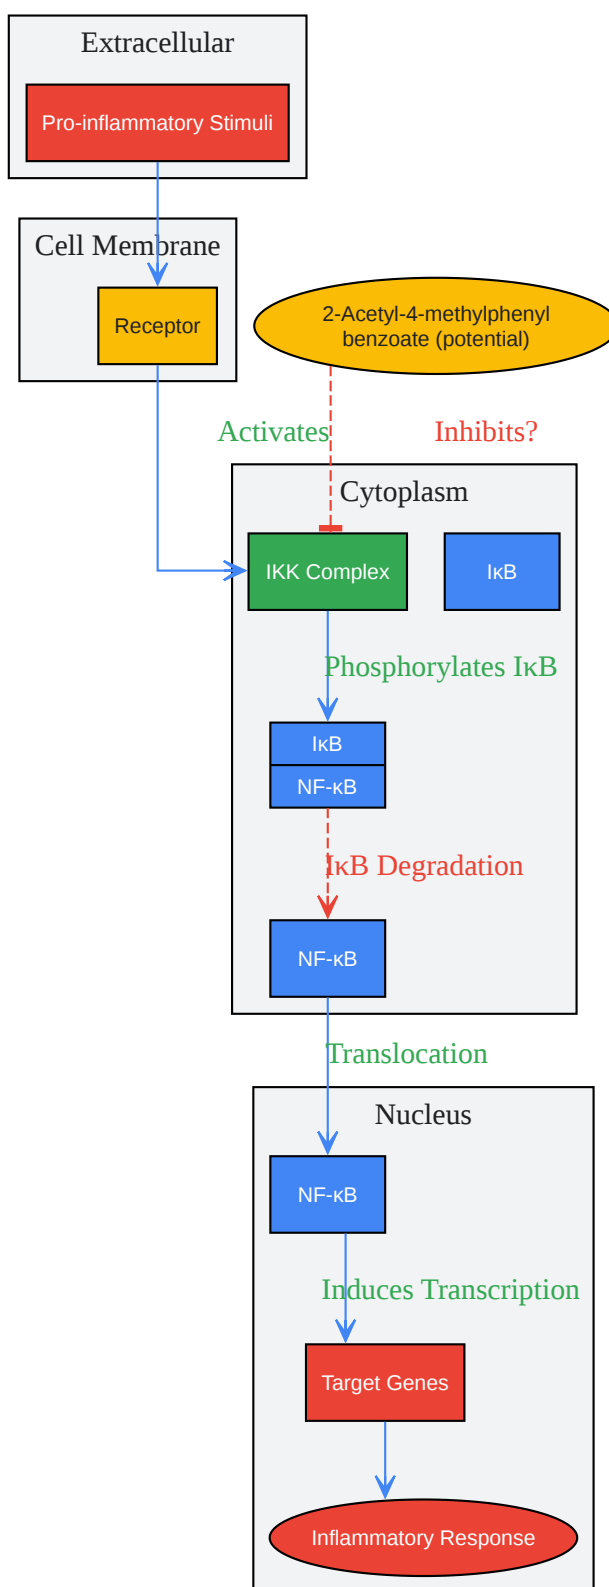 Extracellular
Pro-inflammatory Stimuli
Cell Membrane
Receptor
2-Acetyl-4-methylphenyl
benzoate (potential)
Activates
Inhibits?
Cytoplasm
IKK Complex
IκB
Phosphorylates IκB
IκB
NF-κB
IκB Degradation
NF-κB
Translocation
Nucleus
NF-κB
Induces Transcription
Target Genes
Inflammatory Response